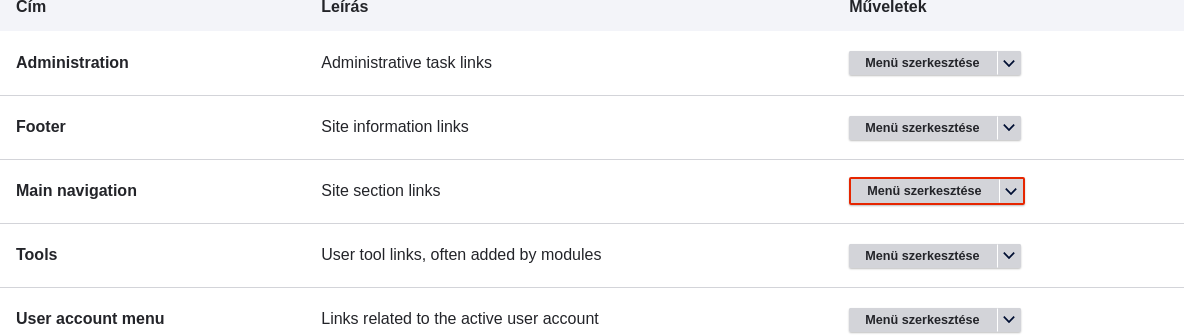 Cím Leírás Műveletek
Administration Administrative task links Menü szerkesztése
Footer Site information links Menü szerkesztése
Main navigation Site section links Menü szerkesztése
Tools User tool links, often added by modules Menü szerkesztése
User account menu Links related to the active user account Menü szerkesztése